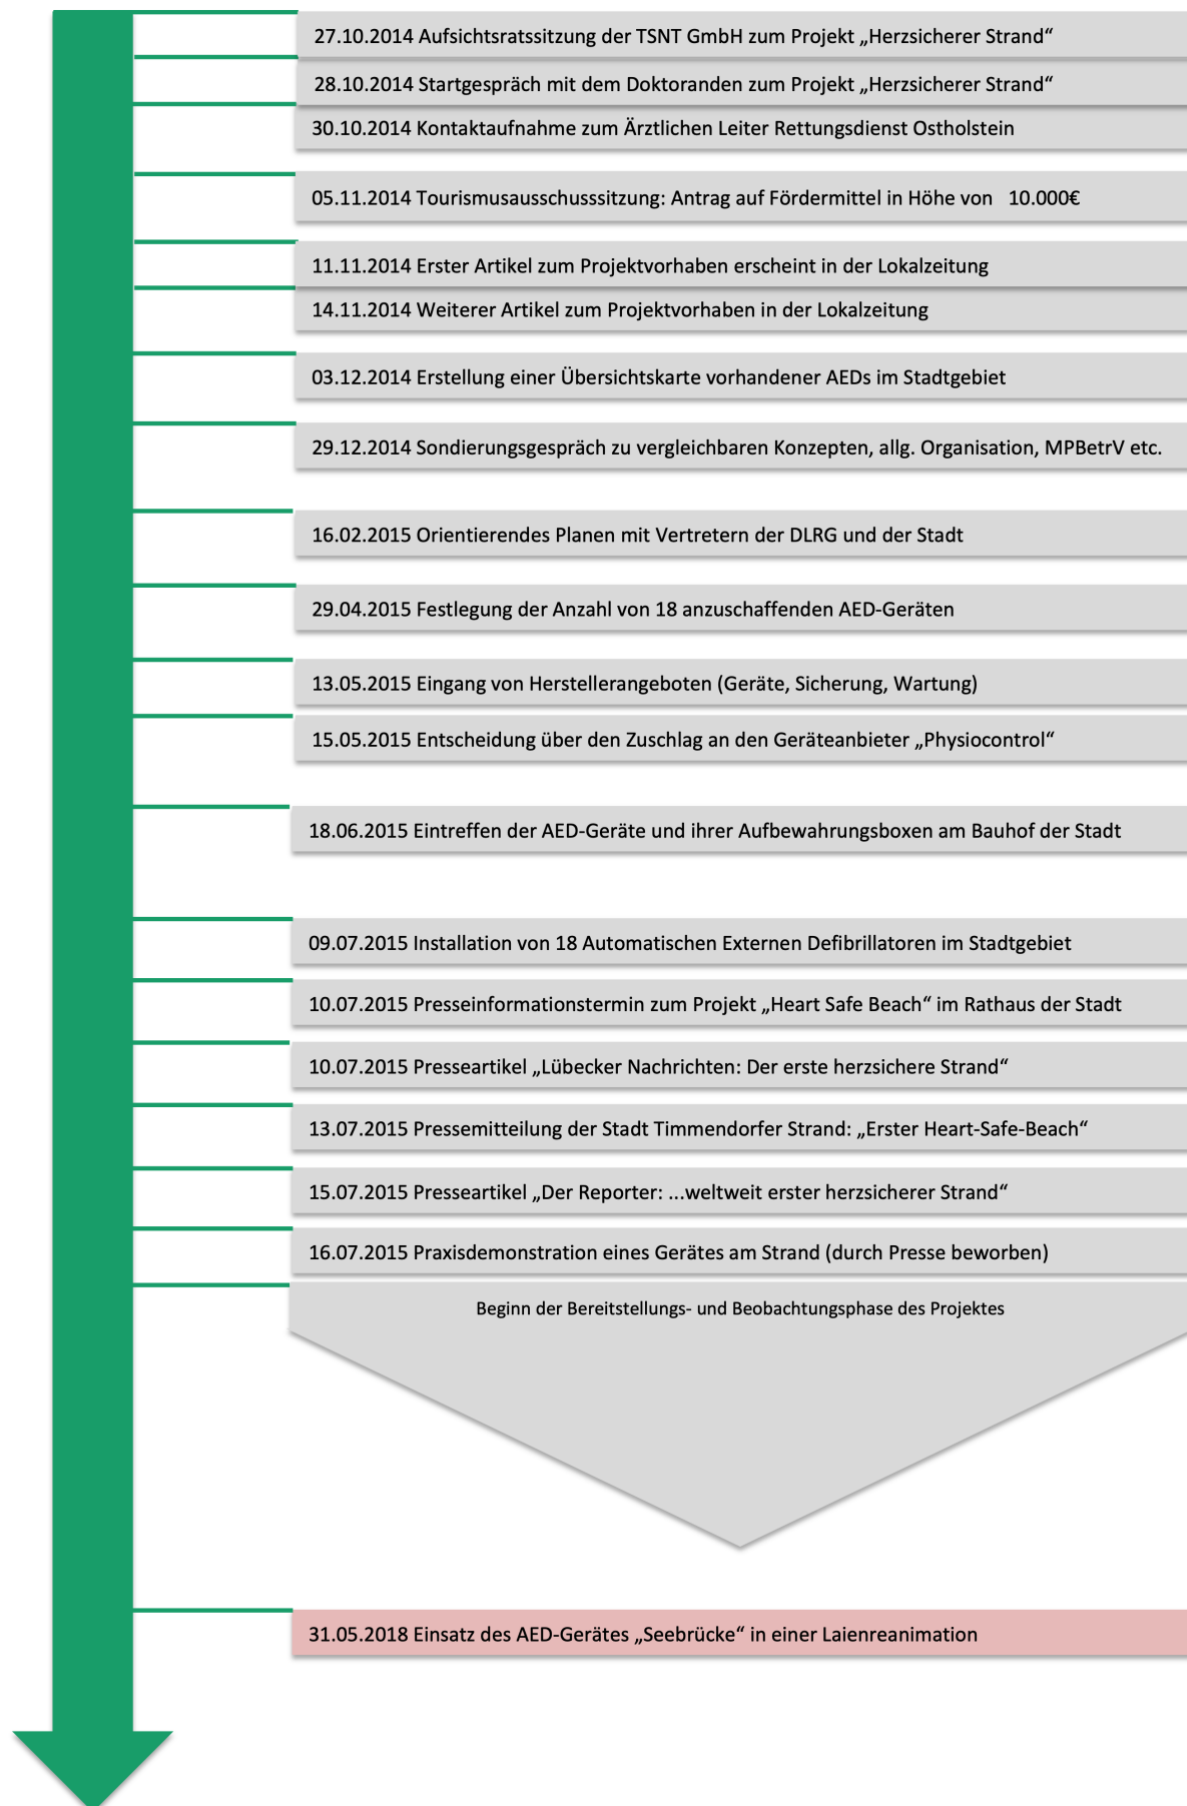 27.10.2014 Aufsichtsratssitzung der TSNT GmbH zum Projekt „Herzsicherer Strand“
28.10.2014 Startgespräch mit dem Doktoranden zum Projekt „Herzsicherer Strand“
30.10.2014 Kontaktaufnahme zum Ärztlichen Leiter Rettungsdienst Ostholstein
05.11.2014 Tourismusausschusssitzung: Antrag auf Fördermittel in Höhe von 10.000€
11.11.2014 Erster Artikel zum Projektvorhaben erscheint in der Lokalzeitung
14.11.2014 Weiterer Artikel zum Projektvorhaben in der Lokalzeitung
03.12.2014 Erstellung einer Übersichtskarte vorhandener AEDs im Stadtgebiet
29.12.2014 Sondierungsgespräch zu vergleichbaren Konzepten, allg. Organisation, MPBetrV etc.
16.02.2015 Orientierendes Planen mit Vertretern der DLRG und der Stadt
29.04.2015 Festlegung der Anzahl von 18 anzuschaffenden AED-Geräten
13.05.2015 Eingang von Herstellerangeboten (Geräte, Sicherung, Wartung)
15.05.2015 Entscheidung über den Zuschlag an den Geräteanbieter „Physiocontrol“
18.06.2015 Eintreffen der AED-Geräte und ihrer Aufbewahrungsboxen am Bauhof der Stadt
09.07.2015 Installation von 18 Automatischen Externen Defibrillatoren im Stadtgebiet
10.07.2015 Presseinformationstermin zum Projekt „Heart Safe Beach“ im Rathaus der Stadt
10.07.2015 Presseartikel „Lübecker Nachrichten: Der erste herzsichere Strand“
13.07.2015 Pressemitteilung der Stadt Timmendorfer Strand: „Erster Heart-Safe-Beach“
15.07.2015 Presseartikel „Der Reporter: ...weltweit erster herzsicherer Strand“
16.07.2015 Praxisdemonstration eines Gerätes am Strand (durch Presse beworben)
Beginn der Bereitstellungs- und Beobachtungsphase des Projektes
31.05.2018 Einsatz des AED-Gerätes „Seebrücke“ in einer Laienreanimation